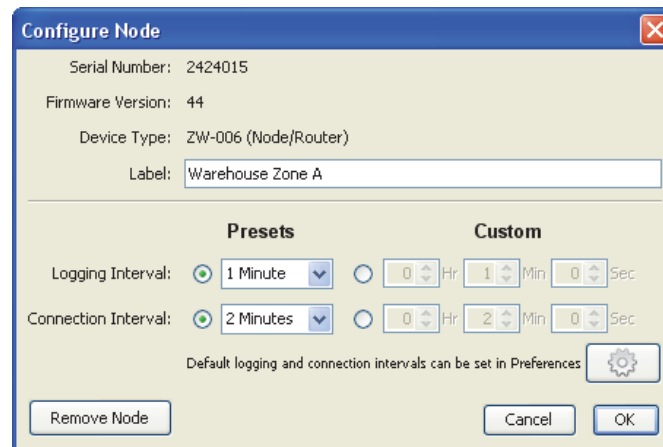 Configure Node
Serial Number: 2424015
Firmware Version: 44
Device Type: ZW-006 (Node/Router)
Label: Warehouse Zone A
Presets Custom
Logging Interval: 1 Minute 0 Hr 1 Min 0 Sec
Connection Interval: 2 Minutes 0 Hr 2 Min 0 Sec
Default logging and connection intervals can be set in Preferences
Remove Node Cancel OK